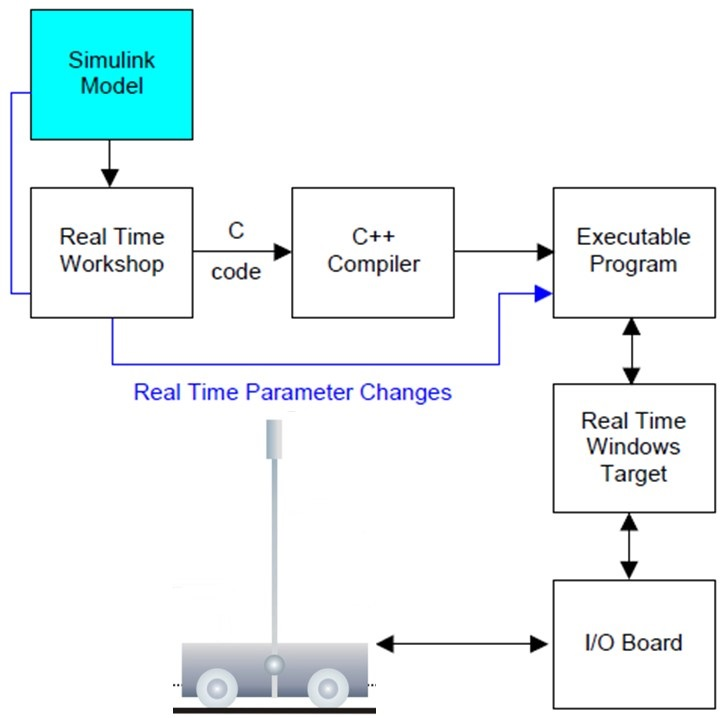 Simulink
Model
Real Time
Workshop
C
code
C++
Compiler
Executable
Program
Real Time Parameter Changes
Real Time
Windows
Target
I/O Board